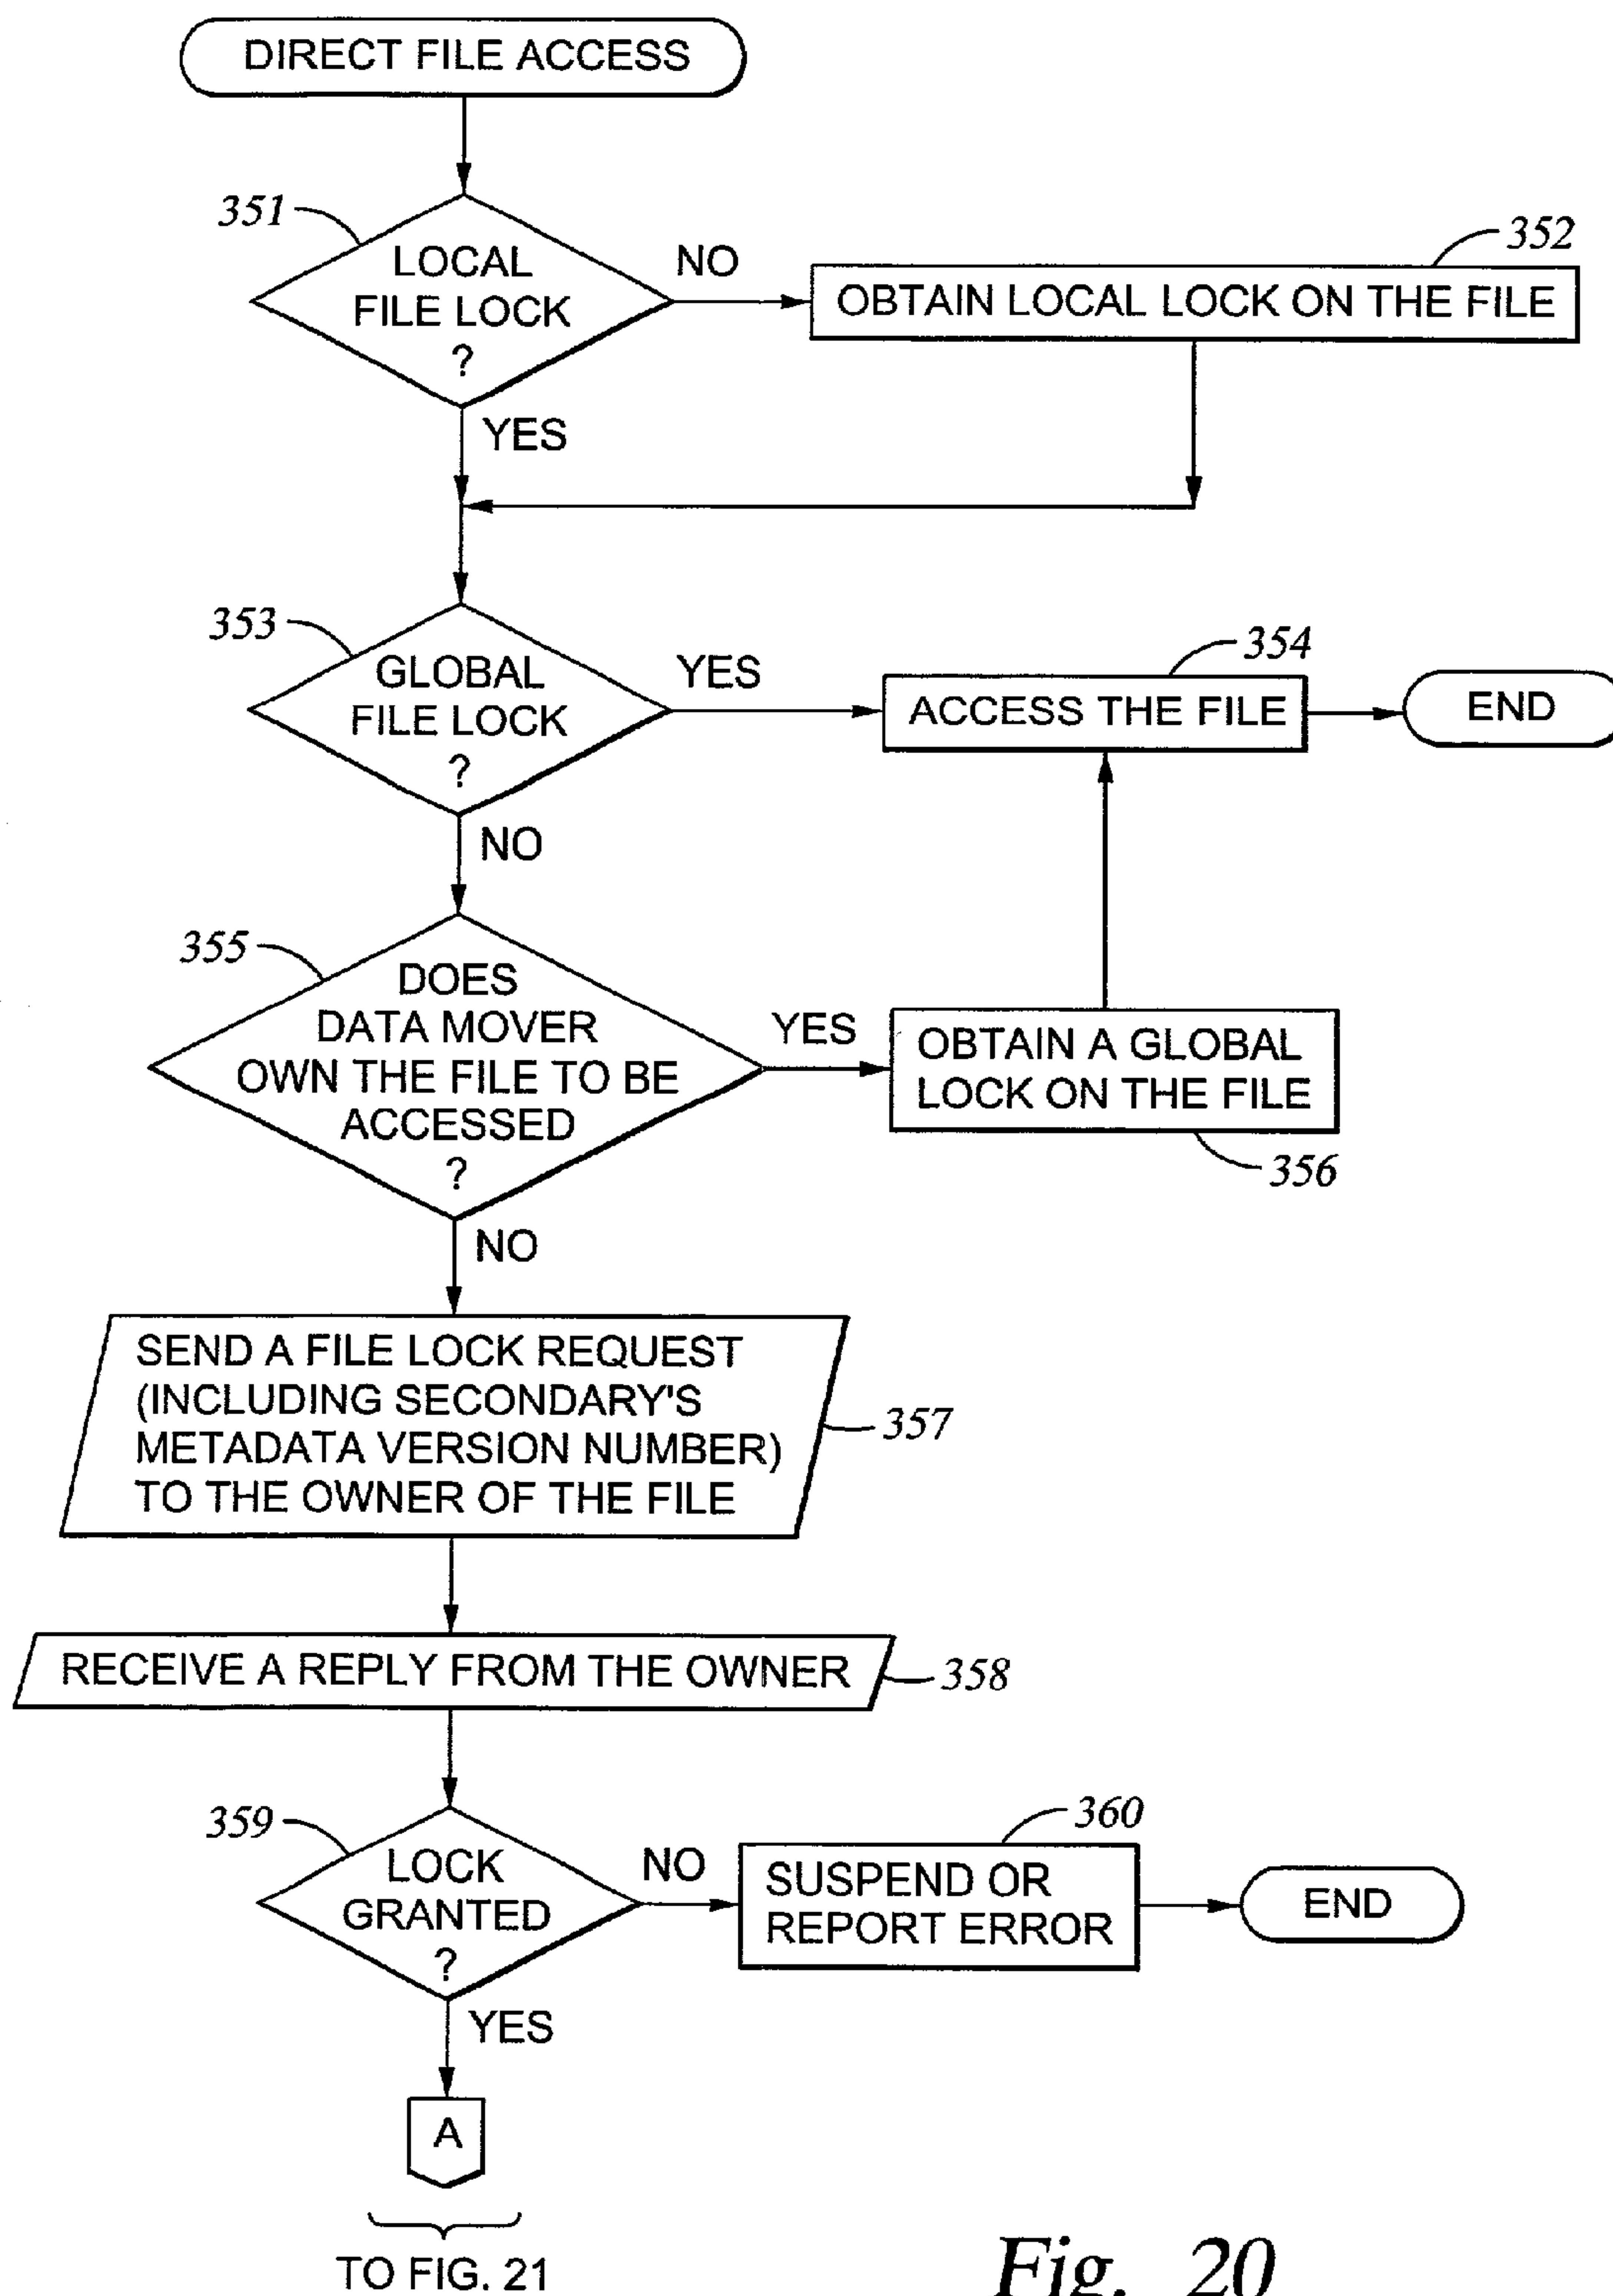 DIRECT FILE ACCESS
351
LOCAL
FILE LOCK
?
NO
352
OBTAIN LOCAL LOCK ON THE FILE
YES
353
GLOBAL
FILE LOCK
?
YES
354
ACCESS THE FILE
END
NO
355
DOES
DATA MOVER
OWN THE FILE TO BE
ACCESSED
?
YES
OBTAIN A GLOBAL
LOCK ON THE FILE
356
NO
SEND A FILE LOCK REQUEST
(INCLUDING SECONDARY'S
METADATA VERSION NUMBER)
TO THE OWNER OF THE FILE
357
RECEIVE A REPLY FROM THE OWNER
358
359
LOCK
GRANTED
?
NO
360
SUSPEND OR
REPORT ERROR
END
YES
A
TO FIG. 21
Fig. 20